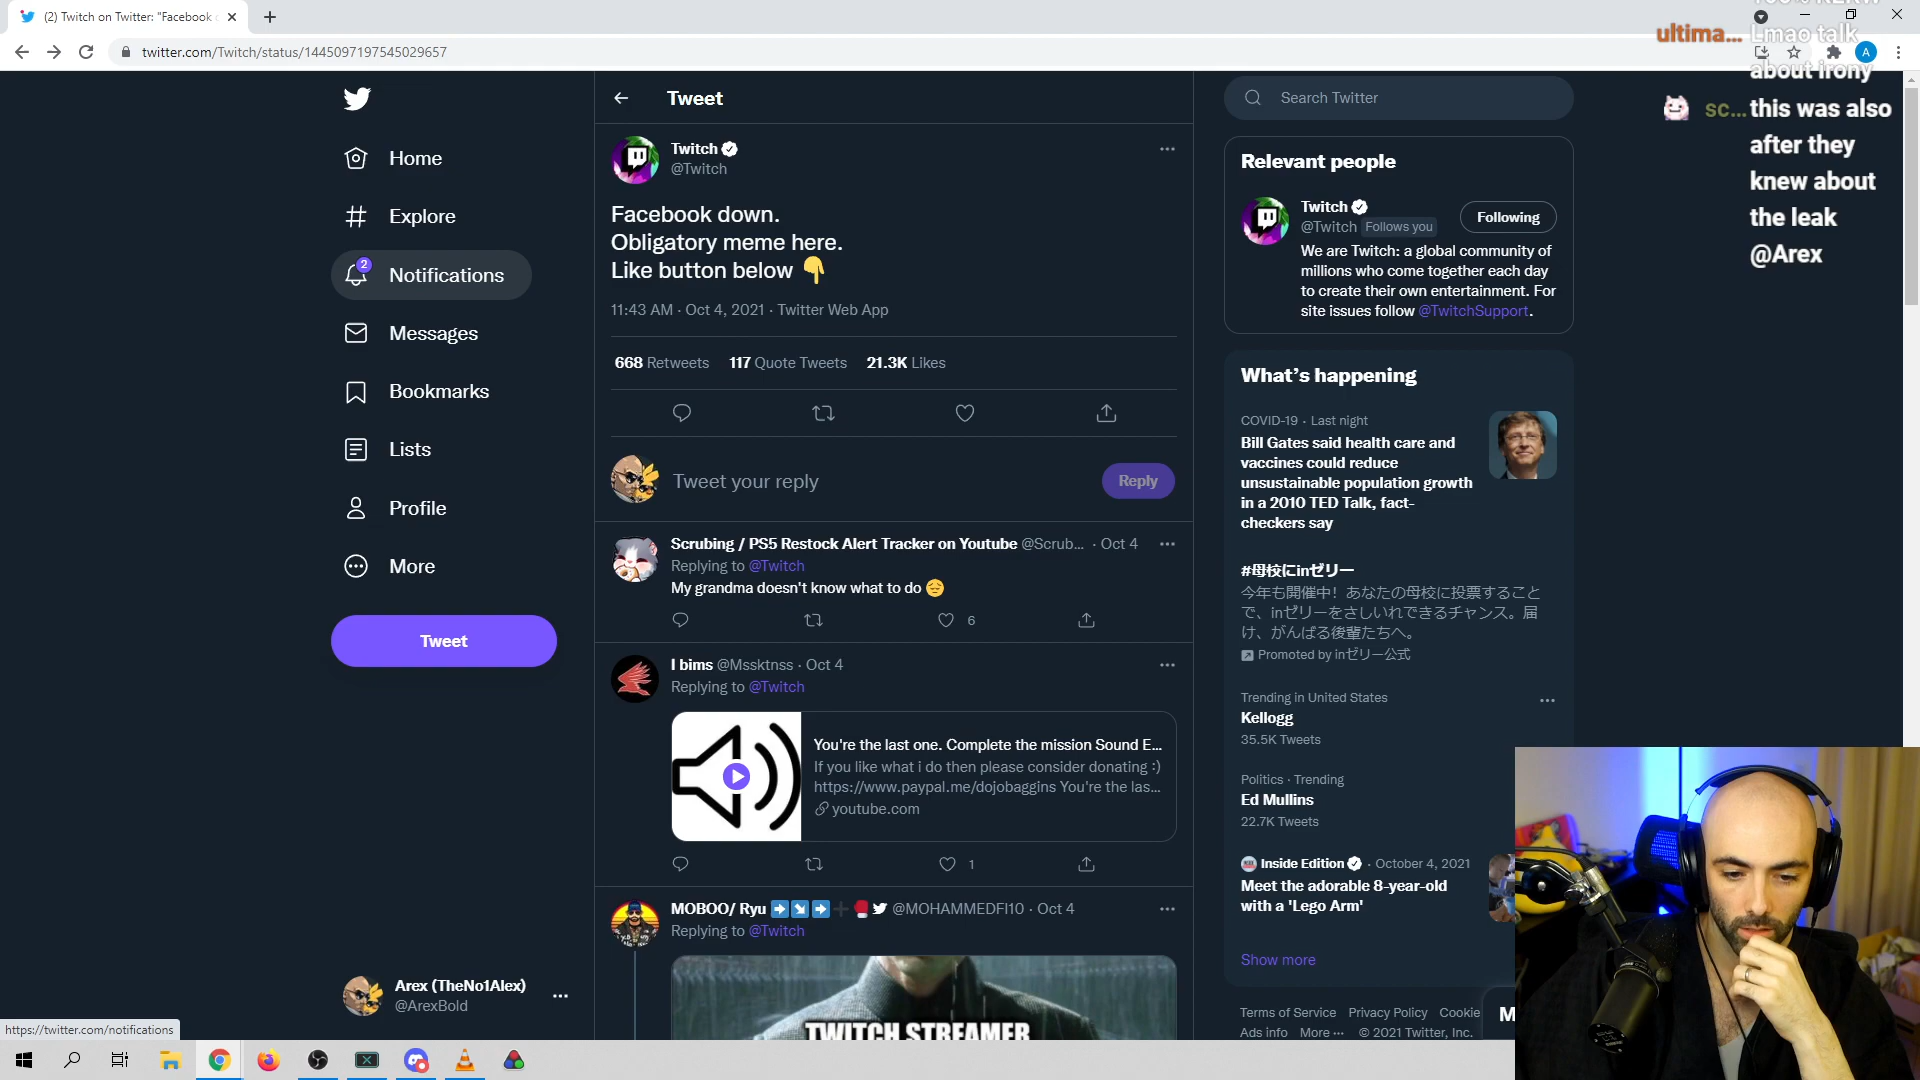 (2) Twitch on Twitter: "Facebook
twitter.com/Twitch/status/1445097197545029657
A
Home
Explore
2
Notifications
Messages
Bookmarks
Lists
Profile
More
Tweet
Arex (TheNo1Alex)
@ArexBold
https://twitter.com/notifications
Tweet
Twitch
@Twitch
Facebook down.
Obligatory meme here.
Like button below 👇
11:43 AM · Oct 4, 2021 · Twitter Web App
668 Retweets 117 Quote Tweets 21.3K Likes
Tweet your reply
Reply
Scrubing / PS5 Restock Alert Tracker on Youtube @Scrub... · Oct 4
Replying to @Twitch
My grandma doesn't know what to do 😔
6
I bims @Mssktnss · Oct 4
Replying to @Twitch
You're the last one. Complete the mission Sound E...
If you like what i do then please consider donating :)
https://www.paypal.me/dojobaggins You're the las...
youtube.com
1
MOBOO/ Ryu ➡️↘️➡️➕🥊 @MOHAMMEDFI10 · Oct 4
Replying to @Twitch
TWITCH STREAMER
Search Twitter
Relevant people
Twitch
@Twitch Follows you
Following
We are Twitch: a global community of
millions who come together each day
to create their own entertainment. For
site issues follow @TwitchSupport.
What's happening
COVID-19 · Last night
Bill Gates said health care and
vaccines could reduce
unsustainable population growth
in a 2010 TED Talk, fact-
checkers say
#母校にinゼリー
今年も開催中！あなたの母校に投票すること
で、inゼリーをさしいれできるチャンス。届
け、がんばる後輩たちへ。
Promoted by inゼリー公式
Trending in United States
Kellogg
35.5K Tweets
Politics · Trending
Ed Mullins
22.7K Tweets
Inside Edition · October 4, 2021
Meet the adorable 8-year-old
with a 'Lego Arm'
Show more
Terms of Service Privacy Policy Cookie
Ads info More ··· © 2021 Twitter, Inc.
M
ultima... Lmao talk
about irony
sc... this was also
after they
knew about
the leak
@Arex